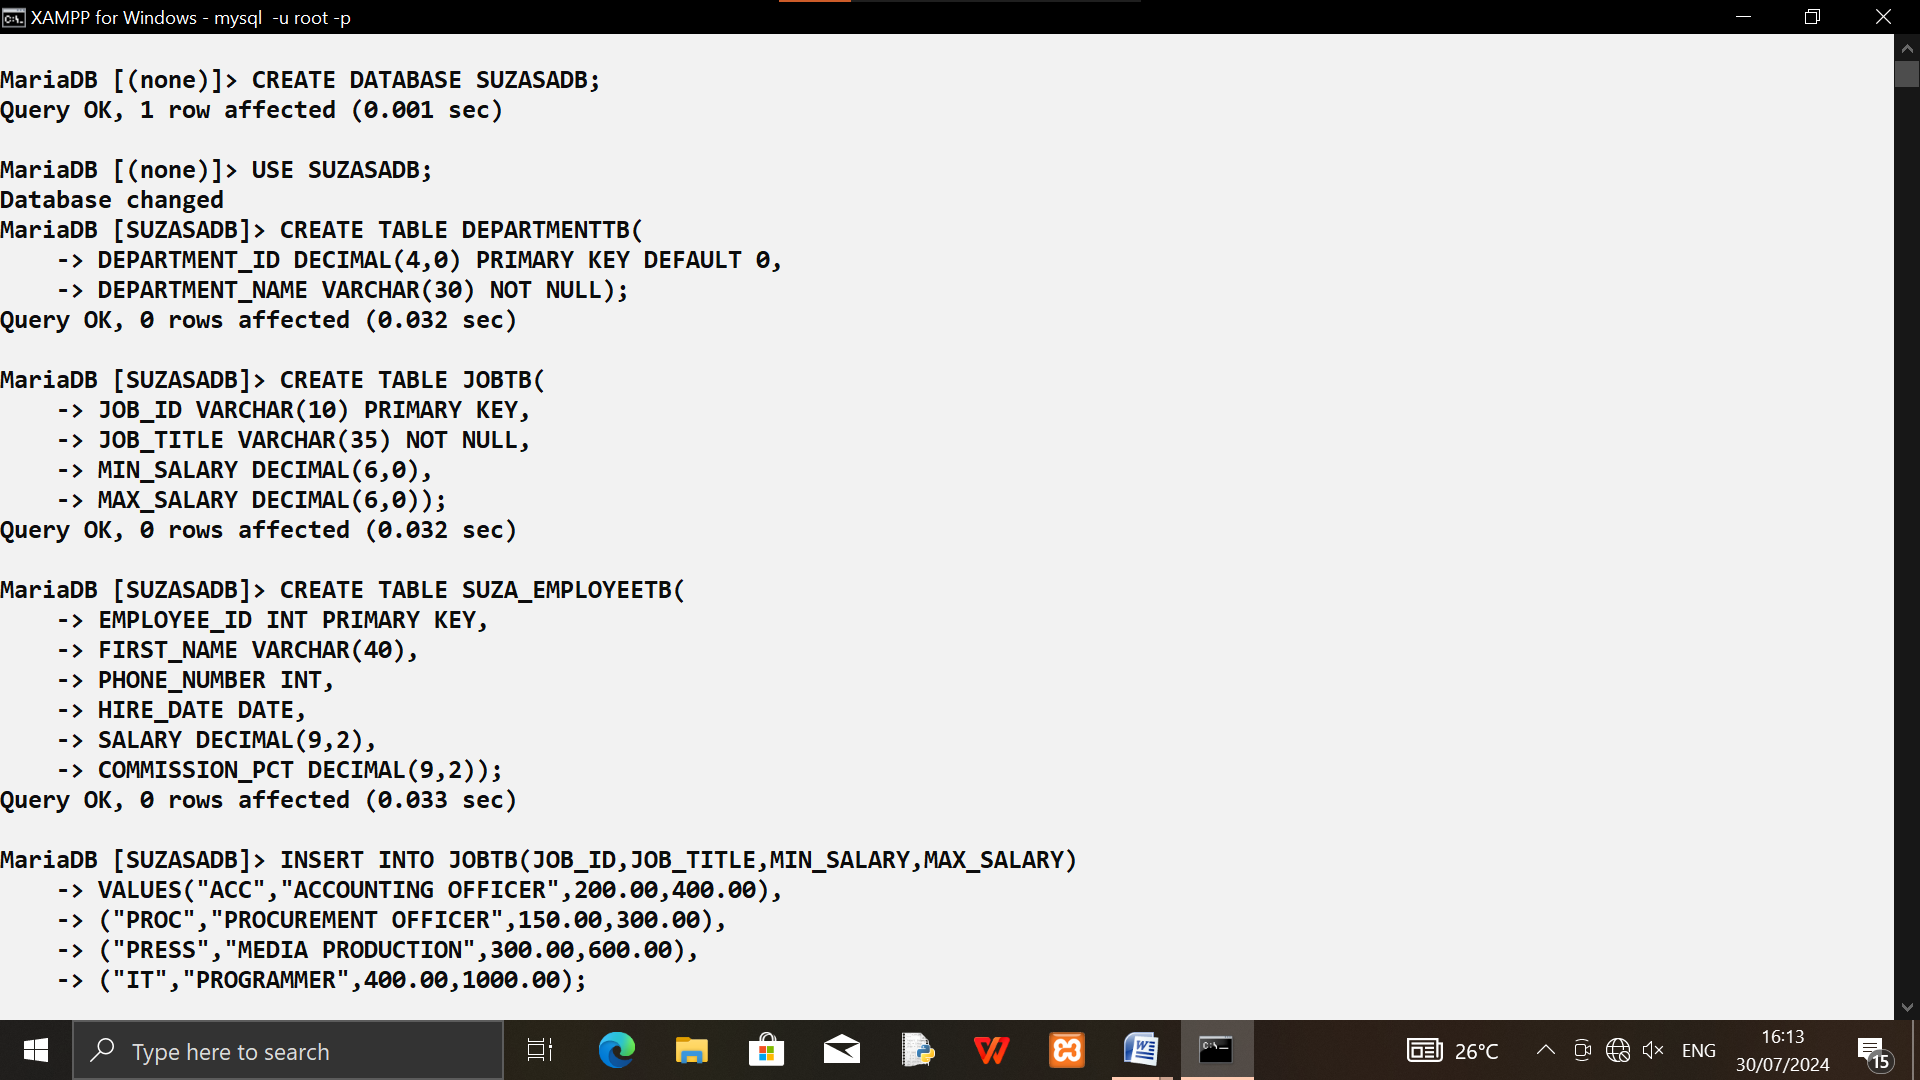 XAMPP for Windows - mysql  -u root -p
MariaDB [(none)]> CREATE DATABASE SUZASADB;
Query OK, 1 row affected (0.001 sec)
MariaDB [(none)]> USE SUZASADB;
Database changed
MariaDB [SUZASADB]> CREATE TABLE DEPARTMENTTB(
    -> DEPARTMENT_ID DECIMAL(4,0) PRIMARY KEY DEFAULT 0,
    -> DEPARTMENT_NAME VARCHAR(30) NOT NULL);
Query OK, 0 rows affected (0.032 sec)
MariaDB [SUZASADB]> CREATE TABLE JOBTB(
    -> JOB_ID VARCHAR(10) PRIMARY KEY,
    -> JOB_TITLE VARCHAR(35) NOT NULL,
    -> MIN_SALARY DECIMAL(6,0),
    -> MAX_SALARY DECIMAL(6,0));
Query OK, 0 rows affected (0.032 sec)
MariaDB [SUZASADB]> CREATE TABLE SUZA_EMPLOYEETB(
    -> EMPLOYEE_ID INT PRIMARY KEY,
    -> FIRST_NAME VARCHAR(40),
    -> PHONE_NUMBER INT,
    -> HIRE_DATE DATE,
    -> SALARY DECIMAL(9,2),
    -> COMMISSION_PCT DECIMAL(9,2));
Query OK, 0 rows affected (0.033 sec)
MariaDB [SUZASADB]> INSERT INTO JOBTB(JOB_ID,JOB_TITLE,MIN_SALARY,MAX_SALARY)
    -> VALUES("ACC","ACCOUNTING OFFICER",200.00,400.00),
    -> ("PROC","PROCUREMENT OFFICER",150.00,300.00),
    -> ("PRESS","MEDIA PRODUCTION",300.00,600.00),
    -> ("IT","PROGRAMMER",400.00,1000.00);
Type here to search
26°C
ENG
16:13
30/07/2024
15